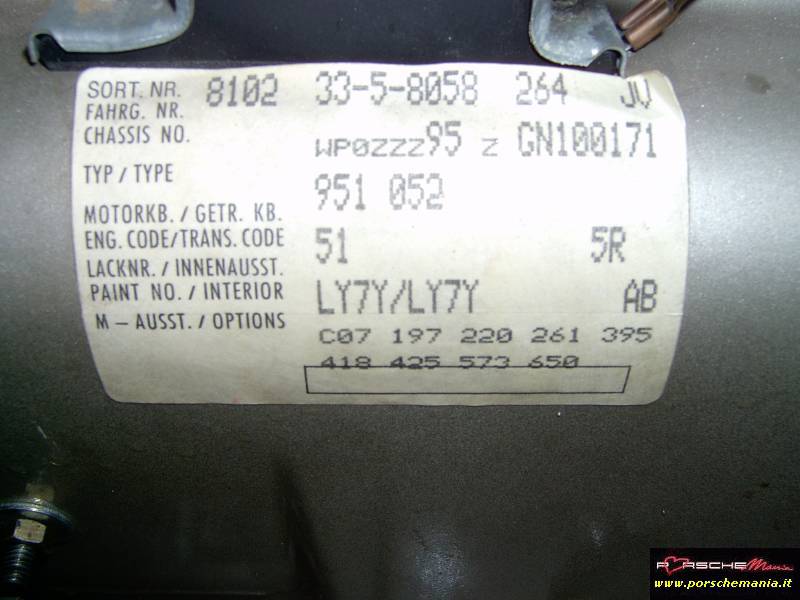 SORT. NR. 8102 33-5-8058 264 JV
FAHRG. NR.
CHASSIS NO. WP0ZZZ95 Z GN100171
TYP / TYPE 951 052
MOTORKB. / GETR. KB.
ENG. CODE/TRANS. CODE 51 5R
LACKNR. / INNENAUSST.
PAINT NO. / INTERIOR LY7Y/LY7Y AB
M – AUSST. / OPTIONS C07 197 220 261 395
418 425 573 650
PORSCHEMania
www.porschemania.it